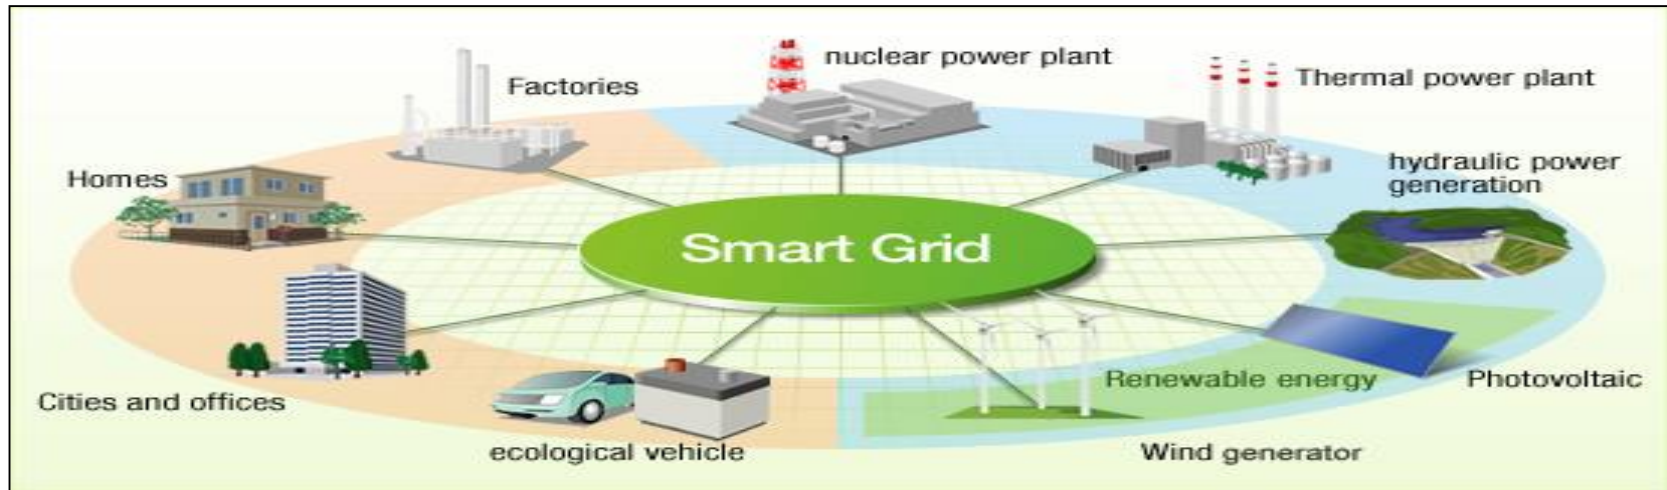 nuclear power plant
Factories
Thermal power plant
Homes
hydraulic power
generation
Smart Grid
Renewable energy
Photovoltaic
Cities and offices
ecological vehicle
Wind generator